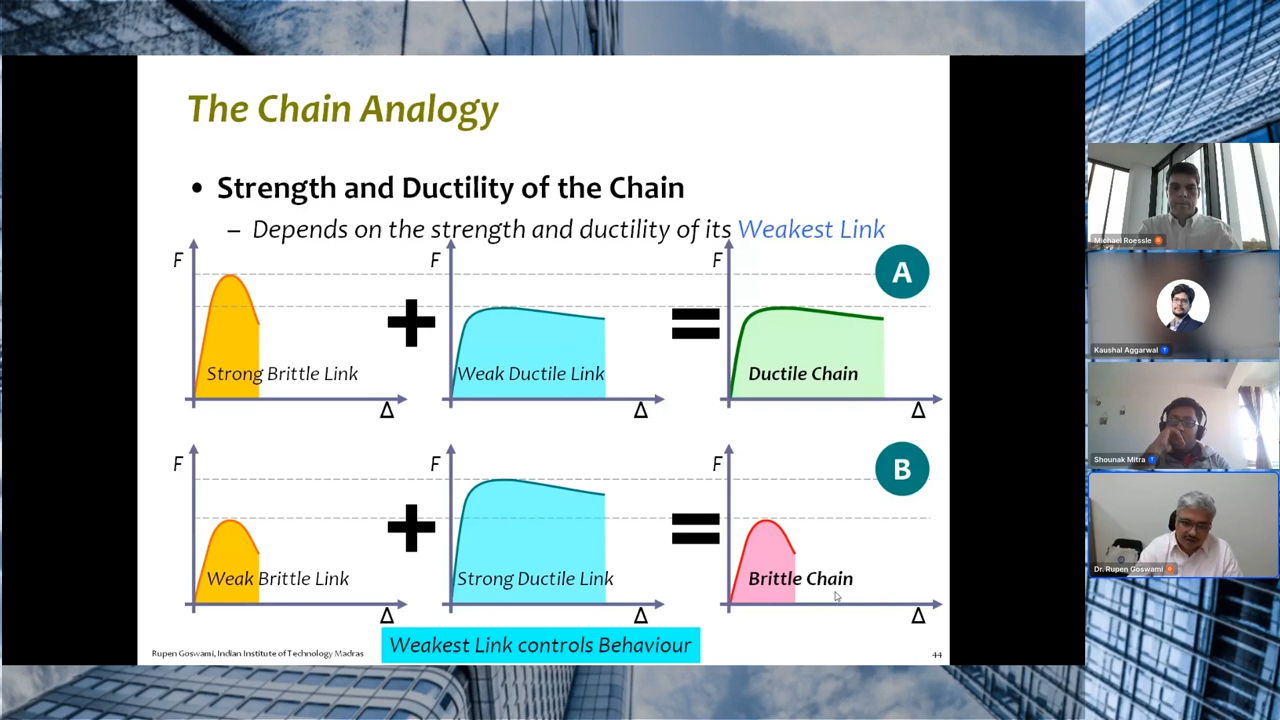 The Chain Analogy
• Strength and Ductility of the Chain
– Depends on the strength and ductility of its Weakest Link
F
F
F
A
Strong Brittle Link
+
Weak Ductile Link
=
Ductile Chain
Δ
Δ
Δ
F
F
F
B
Weak Brittle Link
+
Strong Ductile Link
=
Brittle Chain
Δ
Δ
Δ
Weakest Link controls Behaviour
Rupen Goswami, Indian Institute of Technology Madras
44
Michael Roessle
Kaushal Aggarwal
Shounak Mitra
Dr. Rupen Goswami